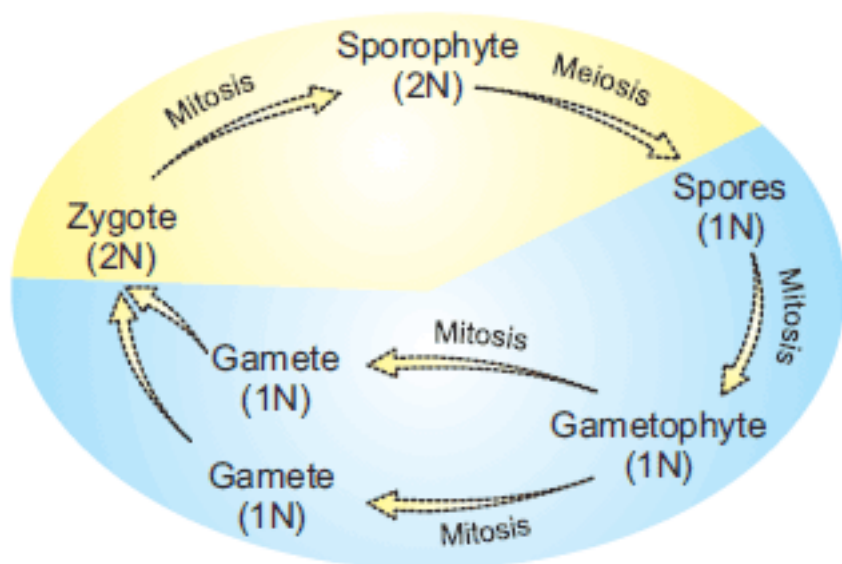 Sporophyte
(2N)
Meiosis
Spores
(1N)
Mitosis
Gametophyte
(1N)
Mitosis
Gamete
(1N)
Mitosis
Gamete
(1N)
Zygote
(2N)
Mitosis